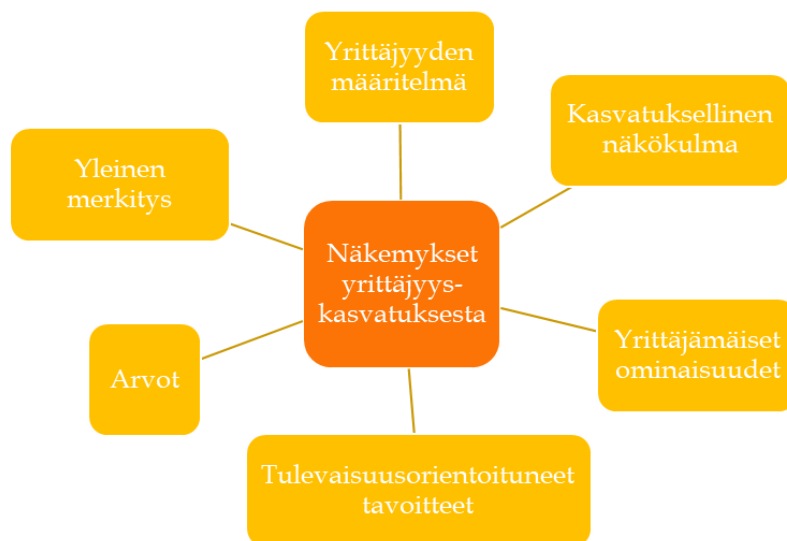 Yrittäjyyden
määritelmä
Kasvatuksellinen
näkökulma
Yleinen
merkitys
Näkemykset
yrittäjyys-
kasvatuksesta
Yrittäjämäiset
ominaisuudet
Arvot
Tulevaisuusorientoituneet
tavoitteet